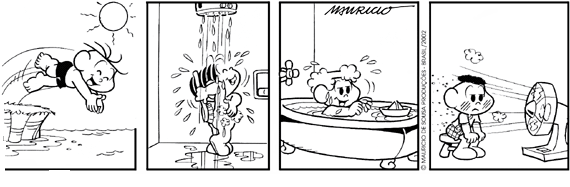 MAURICIO
© MAURICIO DE SOUSA PRODUÇÕES - BRASIL/2002